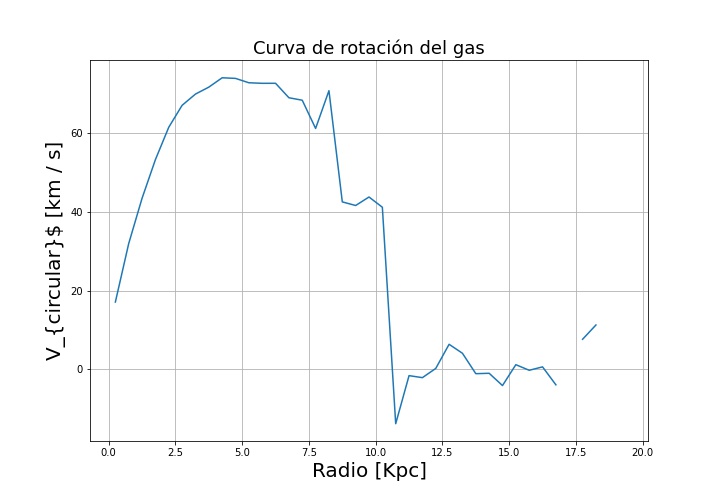 Curva de rotación del gas
V_{circular}$ [km / s]
60
40
20
0
0.0 2.5 5.0 7.5 10.0 12.5 15.0 17.5 20.0
Radio [Kpc]